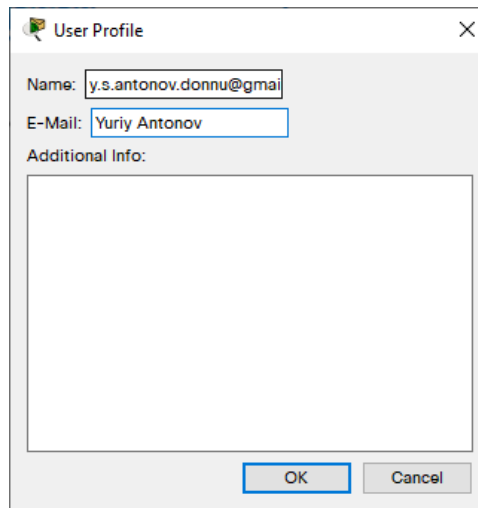 User Profile
Name: y.s.antonov.donnu@gmai
E-Mail: Yuriy Antonov
Additional Info:
OK Cancel